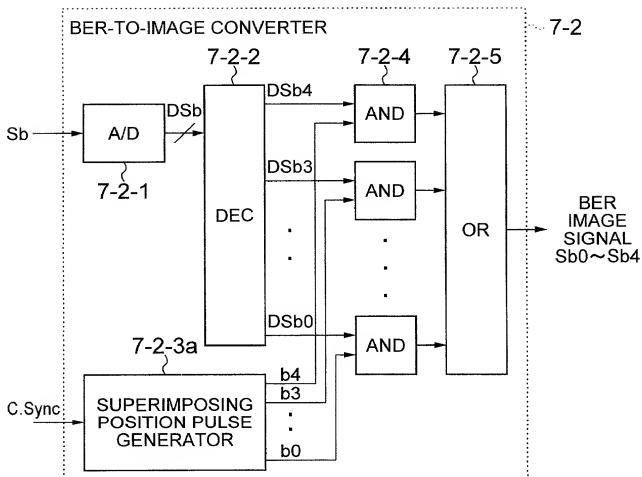 BER-TO-IMAGE CONVERTER
7-2
7-2-2
7-2-4
7-2-5
DSb4
DSb
Sb
A/D
AND
7-2-1
DSb3
AND
DEC
OR
BER
IMAGE
SIGNAL
Sb0~Sb4
DSb0
AND
7-2-3a
b4
b3
C.Sync
SUPERIMPOSING
POSITION PULSE
GENERATOR
b0